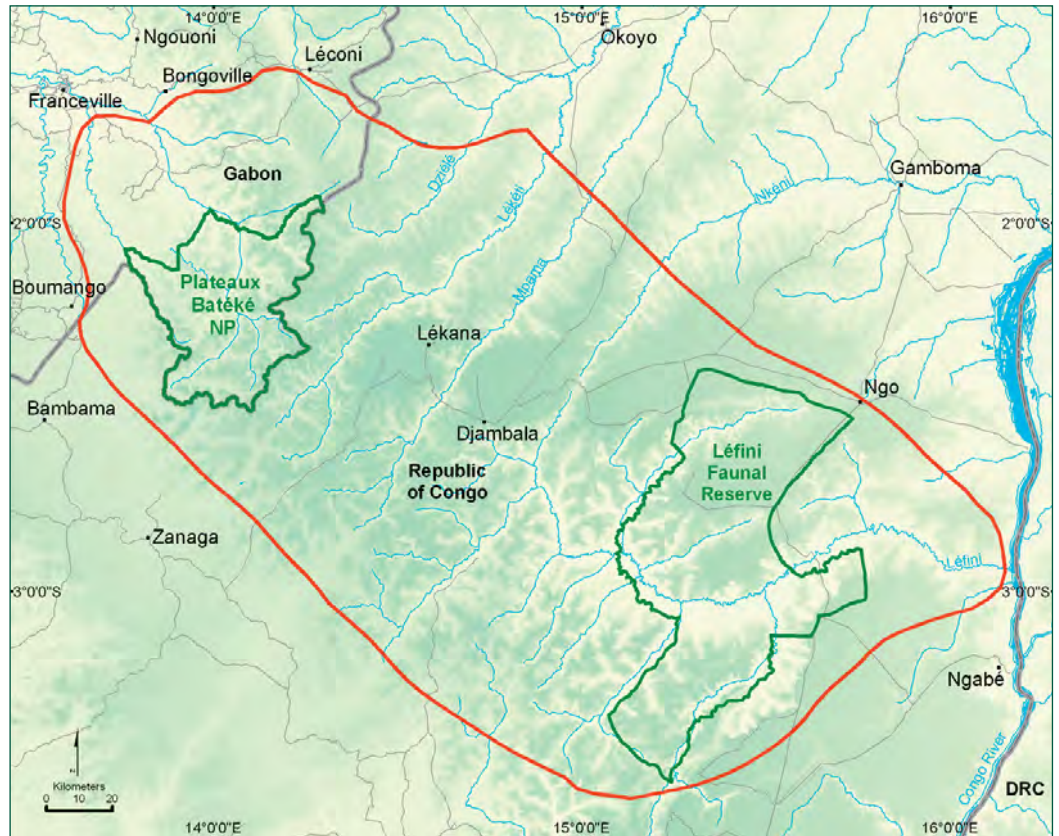 14°0'0"E
15°0'0"E
16°0'0"E
Ngouoni
Okoyo
Léconi
Bongoville
Franceville
Gabon
Dziélé
Lékéti
Nkéni
Gamboma
2°0'0"S
2°0'0"S
Plateaux
Batéké
NP
Boumango
Mpama
Lékana
Bambama
Djambala
Ngo
Republic
of Congo
Léfini
Faunal
Reserve
Zanaga
Léfini
3°0'0"S
3°0'0"S
Ngabé
Congo River
DRC
N
Kilometers
0 10 20
14°0'0"E
15°0'0"E
16°0'0"E